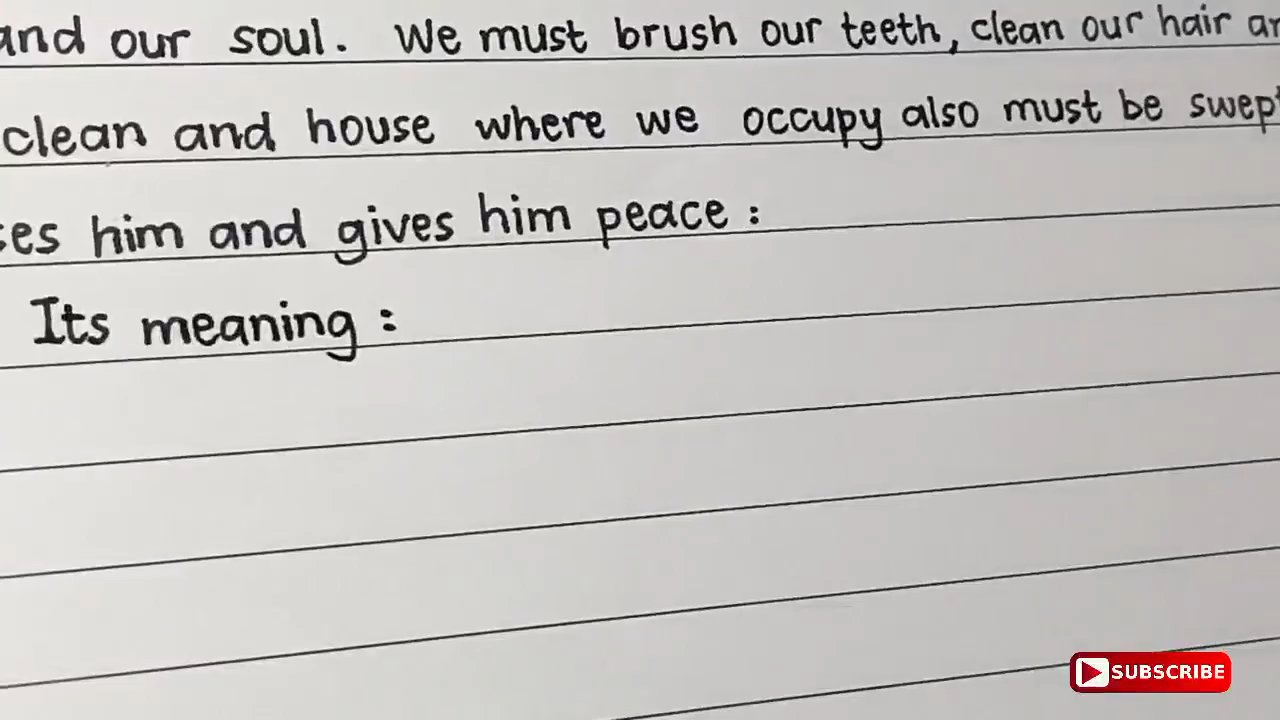 and our soul. We must brush our teeth, clean our hair
clean and house where we occupy also must be swept
him and gives him peace :
Its meaning :
SUBSCRIBE